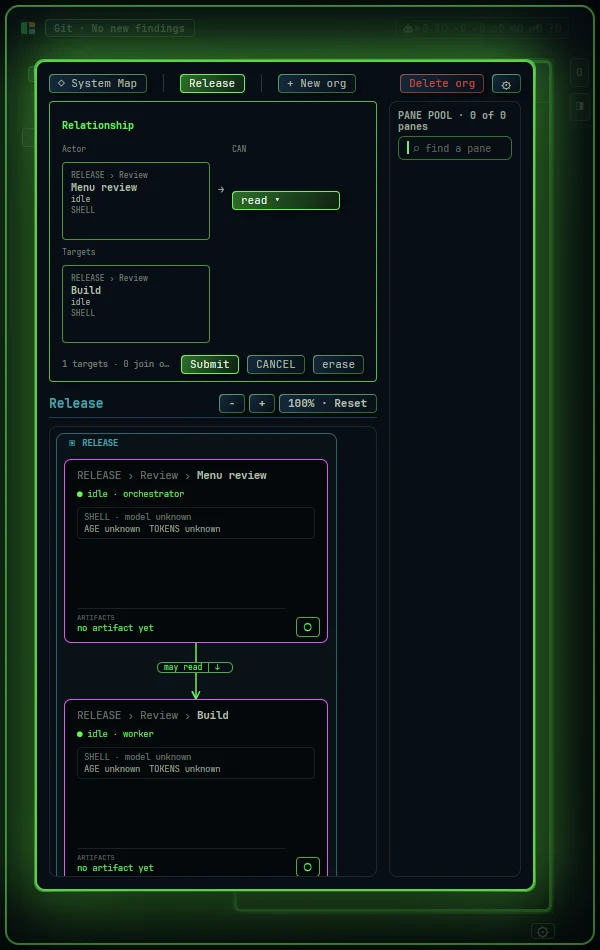 Git · No new findings
◇ System Map
Release
+ New org
Delete org
Relationship
Actor
CAN
RELEASE › Review
Menu review
idle
SHELL
→
read ▾
Targets
RELEASE › Review
Build
idle
SHELL
1 targets · 0 join o…
Submit
CANCEL
erase
PANE POOL · 0 of 0
panes
⌕ find a pane
Release
-
+
100% · Reset
▣ RELEASE
RELEASE › Review › Menu review
● idle · orchestrator
SHELL · model unknown
AGE unknown TOKENS unknown
ARTIFACTS
no artifact yet
may read ↓
RELEASE › Review › Build
● idle · worker
SHELL · model unknown
AGE unknown TOKENS unknown
ARTIFACTS
no artifact yet